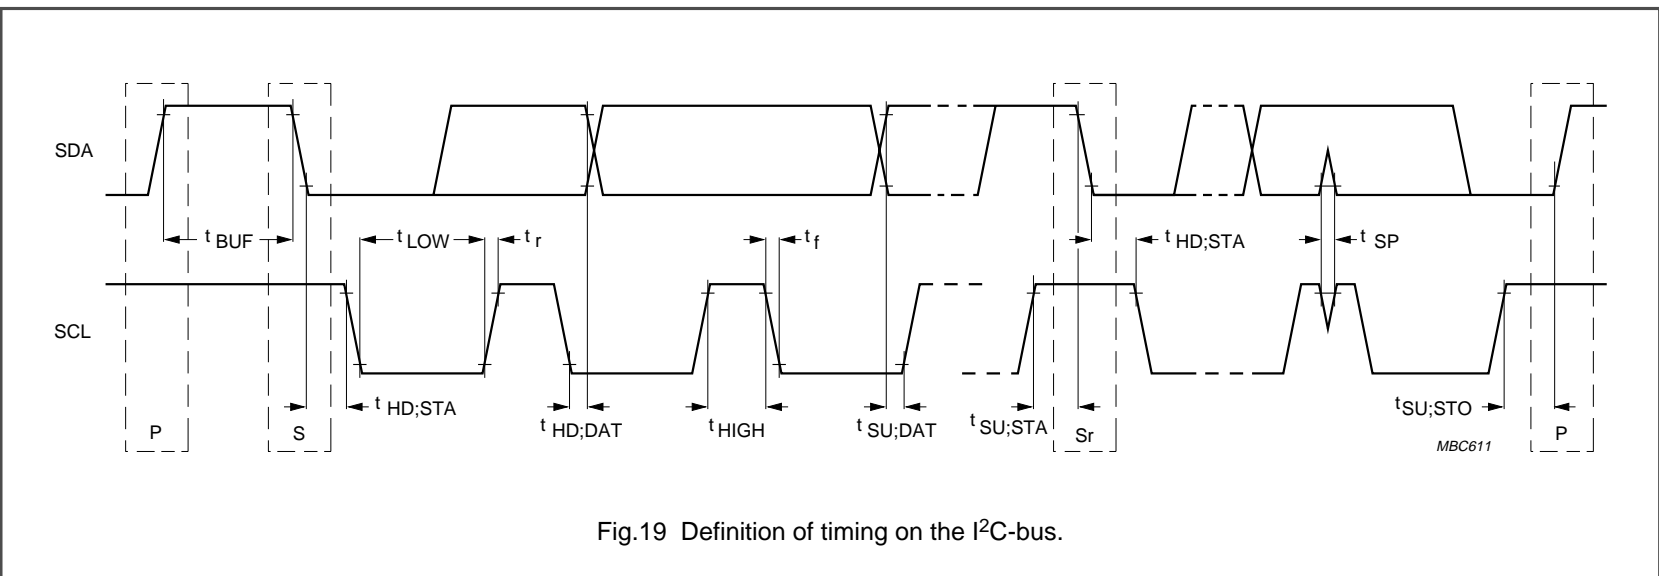 SDA
t BUF
t LOW
t r
t f
t HD;STA
t SP
SCL
t HD;STA
t HD;DAT
t HIGH
t SU;DAT
t SU;STA
t SU;STO
P
S
Sr
P
MBC611
Fig.19 Definition of timing on the I2C-bus.